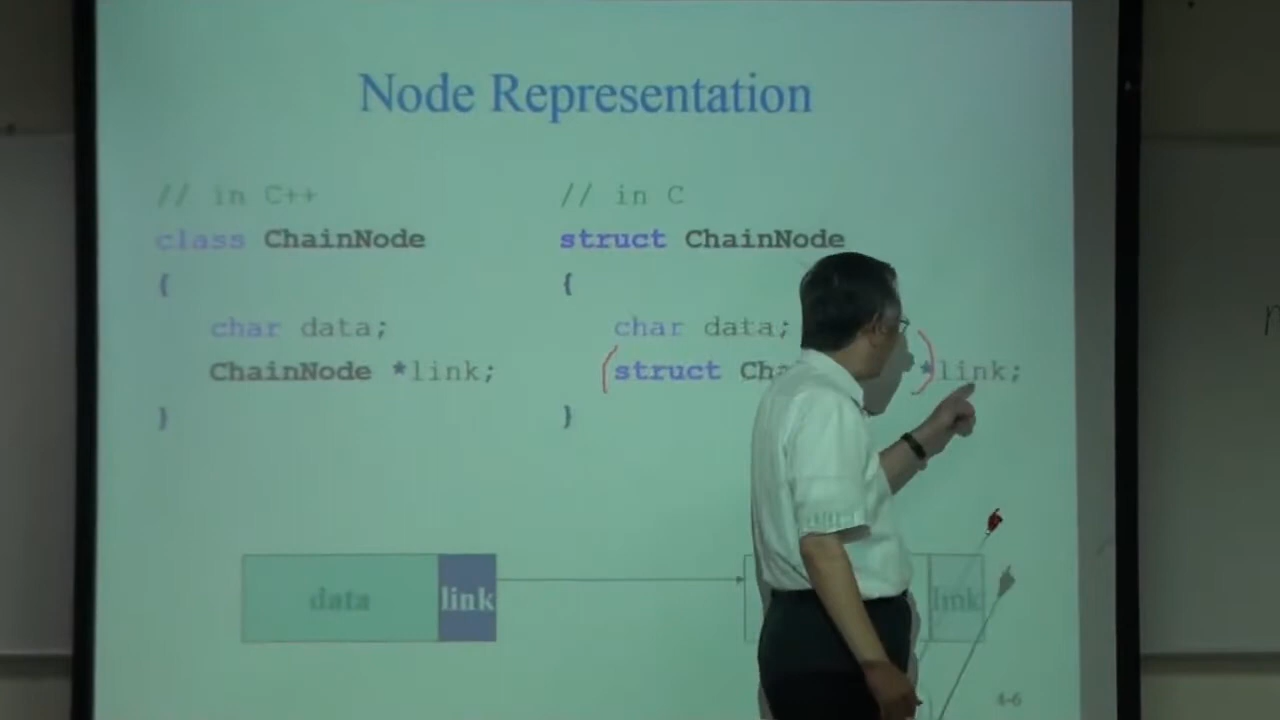 Node Representation
// in C++
class ChainNode
{
char data;
ChainNode *link;
}
// in C
struct ChainNode
{
char data;
(struct Cha *)link;
}
data link
link
4-6